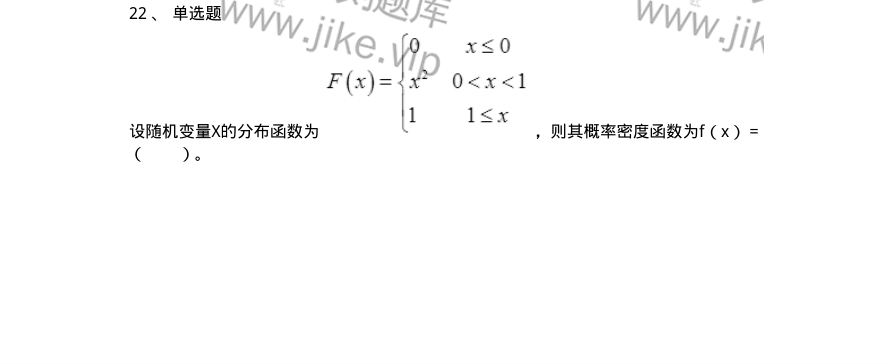 22 、 单选题
题库
www.jike.vip
www.jik
F(x)=
0 x≤0
x² 0<x<1
1 1≤x
设随机变量X的分布函数为 ，则其概率密度函数为f（x）=
（ ）。